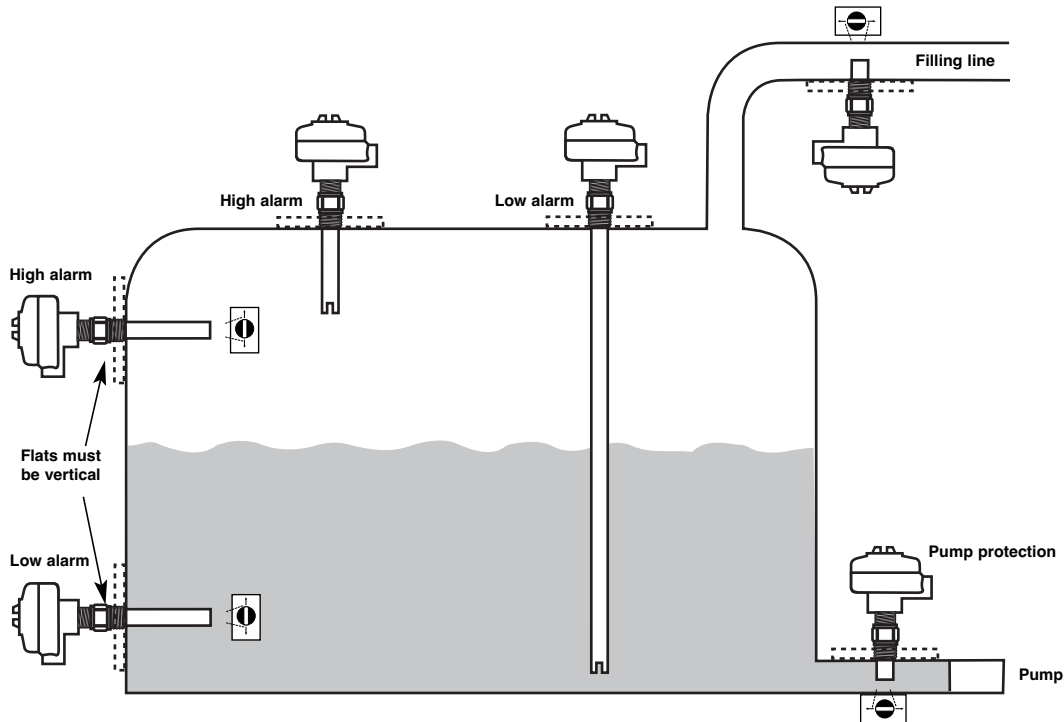 Filling line
High alarm
Low alarm
High alarm
Flats must
be vertical
Low alarm
Pump protection
Pump